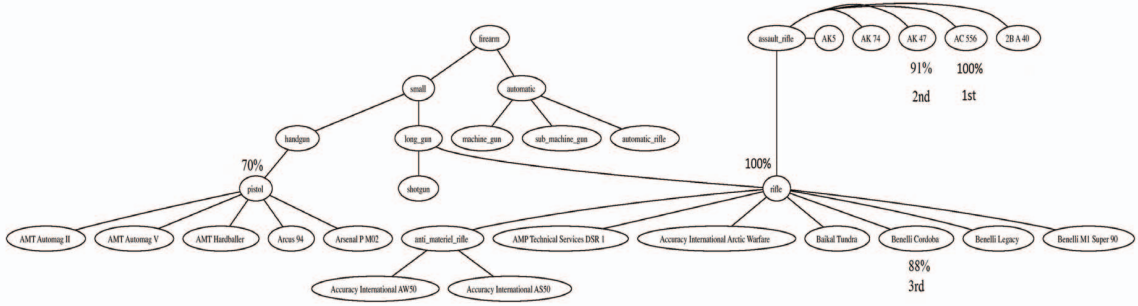 firearm
assault_rifle
AK5
AK 74
AK 47
AC 556
2B A 40
91%
100%
2nd
1st
small
automatic
handgun
long_gun
machine_gun
sub_machine_gun
automatic_rifle
70%
100%
pistol
shotgun
rifle
AMT Automag II
AMT Automag V
AMT Hardballer
Arcus 94
Arsenal P M02
anti_materiel_rifle
AMP Technical Services DSR 1
Accuracy International Arctic Warfare
Baikal Tundra
Benelli Cordoba
Benelli Legacy
Benelli M1 Super 90
88%
3rd
Accuracy International AW50
Accuracy International AS50